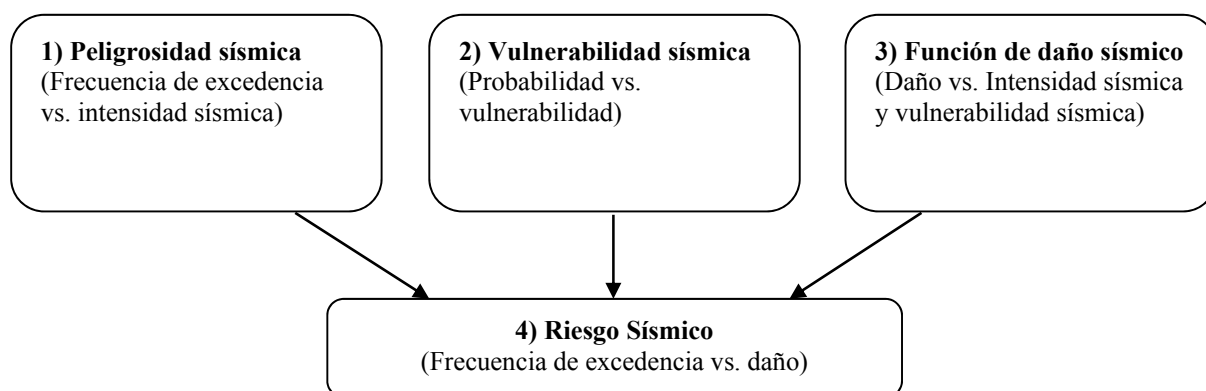 1) Peligrosidad sísmica
(Frecuencia de excedencia
vs. intensidad sísmica)
2) Vulnerabilidad sísmica
(Probabilidad vs.
vulnerabilidad)
3) Función de daño sísmico
(Daño vs. Intensidad sísmica
y vulnerabilidad sísmica)
4) Riesgo Sísmico
(Frecuencia de excedencia vs. daño)